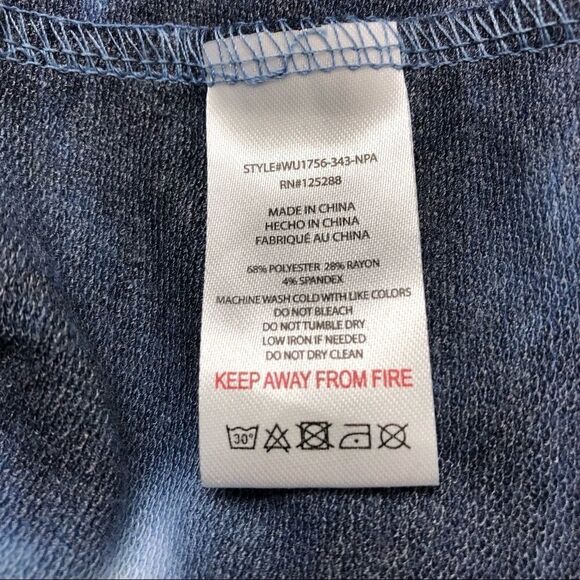 STYLE#WU1756-343-NPA
RN#125288
MADE IN CHINA
HECHO IN CHINA
FABRIQUÉ AU CHINA
68% POLYESTER 28% RAYON
4% SPANDEX
MACHINE WASH COLD WITH LIKE COLORS
DO NOT BLEACH
DO NOT TUMBLE DRY
LOW IRON IF NEEDED
DO NOT DRY CLEAN
KEEP AWAY FROM FIRE
30°